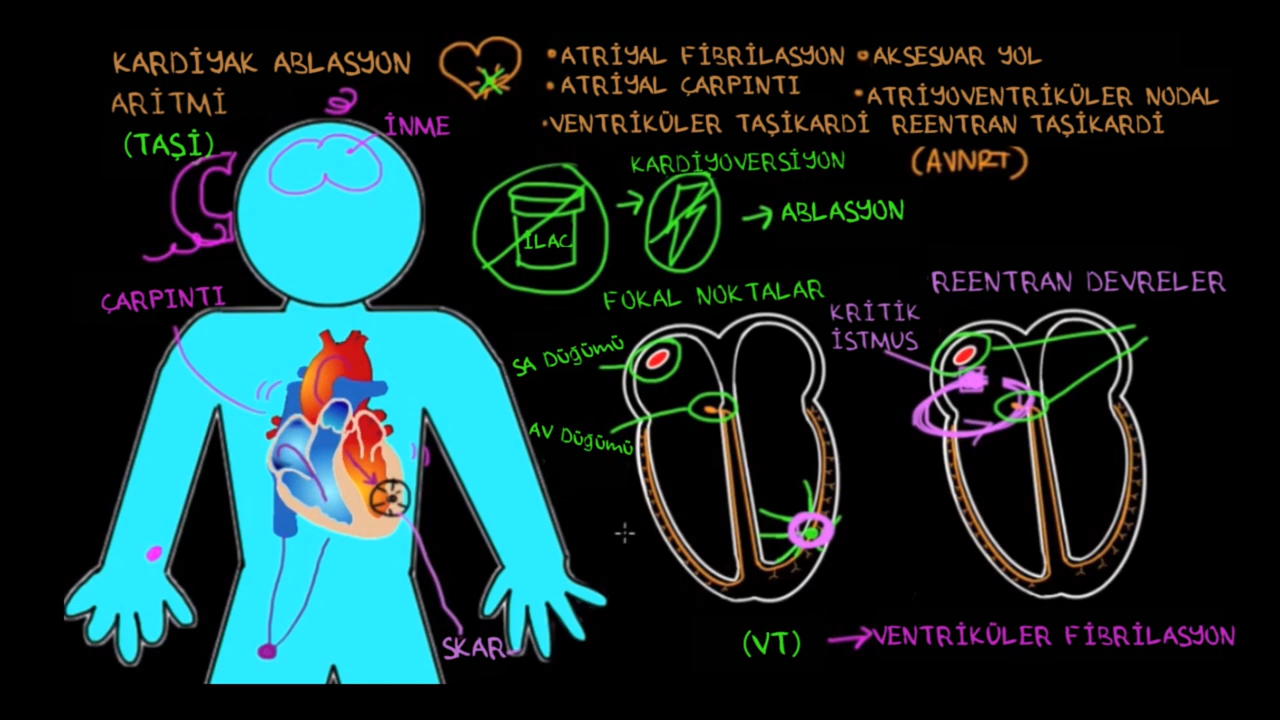 KARDİYAK ABLASYON
ARİTMİ
(TAŞİ)
İNME
ÇARPINTI
SKAR
• ATRİYAL FİBRİLASYON
• ATRİYAL ÇARPINTI
• VENTRİKÜLER TAŞİKARDİ
• AKSESUAR YOL
• ATRİYOVENTRİKÜLER NODAL
REENTRAN TAŞİKARDİ
(AVNRT)
İLAÇ
KARDİYOVERSİYON
ABLASYON
FOKAL NOKTALAR
SA Düğümü
AV Düğümü
REENTRAN DEVRELER
KRİTİK
İSTMUS
(VT)
VENTRİKÜLER FİBRİLASYON